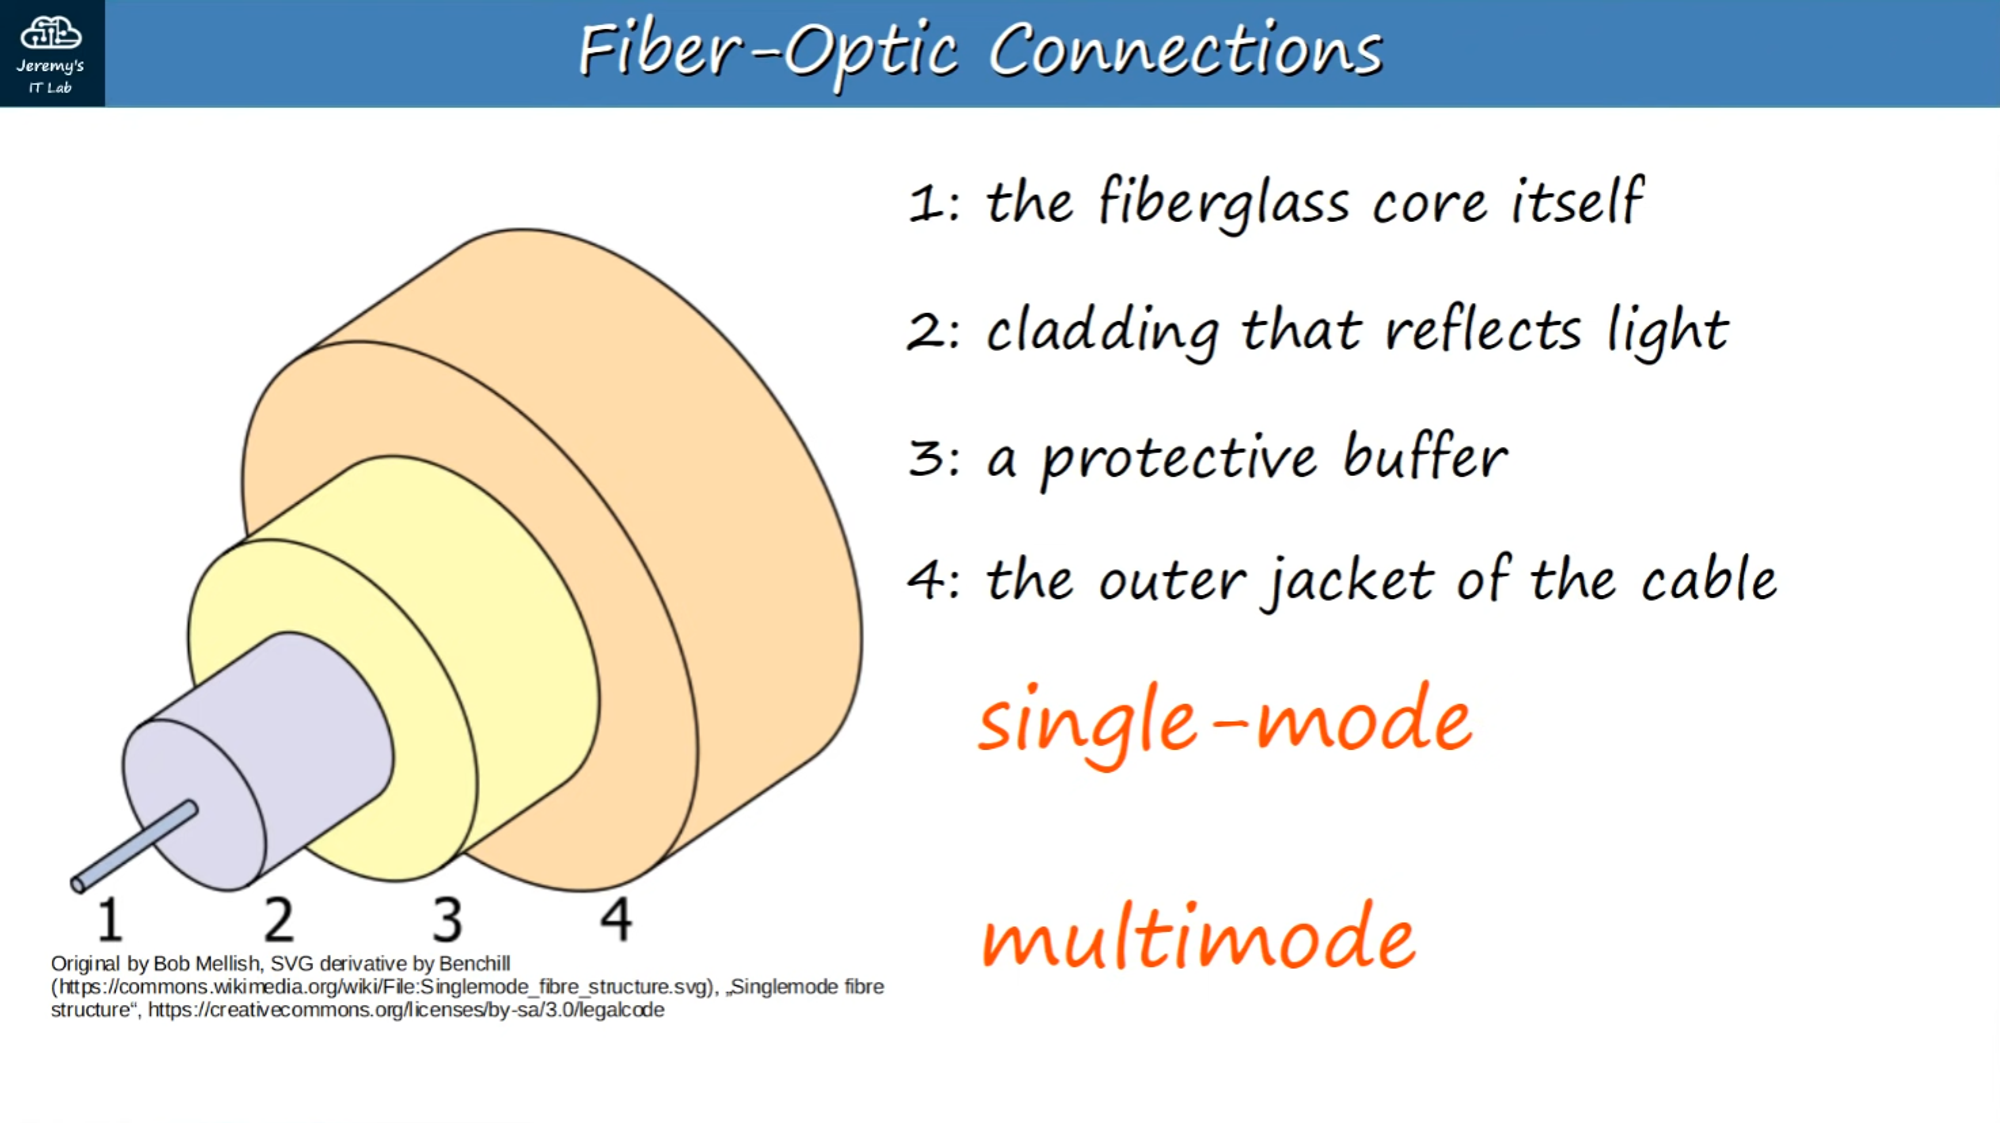 Jeremy's
IT Lab
Fiber-Optic Connections
1: the fiberglass core itself
2: cladding that reflects light
3: a protective buffer
4: the outer jacket of the cable
single-mode
multimode
1 2 3 4
Original by Bob Mellish, SVG derivative by Benchill
(https://commons.wikimedia.org/wiki/File:Singlemode_fibre_structure.svg), „Singlemode fibre
structure“, https://creativecommons.org/licenses/by-sa/3.0/legalcode